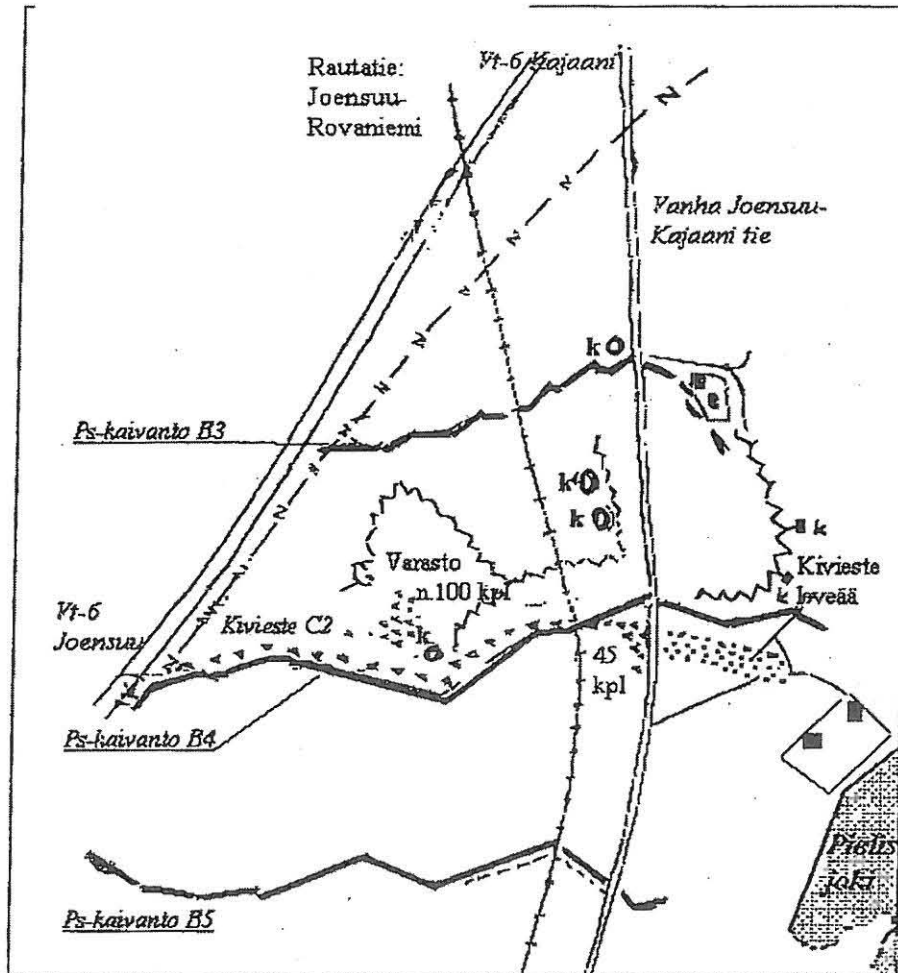 Rautatie:
Joensuu-
Rovaniemi
Vt-6 Kajaani
Vanha Joensuu-
Kajaani tie
k
Ps-kaivanto B3
k
k
k
Varasto
n.100 kpl
Kivieste
k leveää
Vt-6
Joensuu
Kivieste C2
k
45
kpl
Ps-kaivanto B4
Pielis
joki
Ps-kaivanto B5